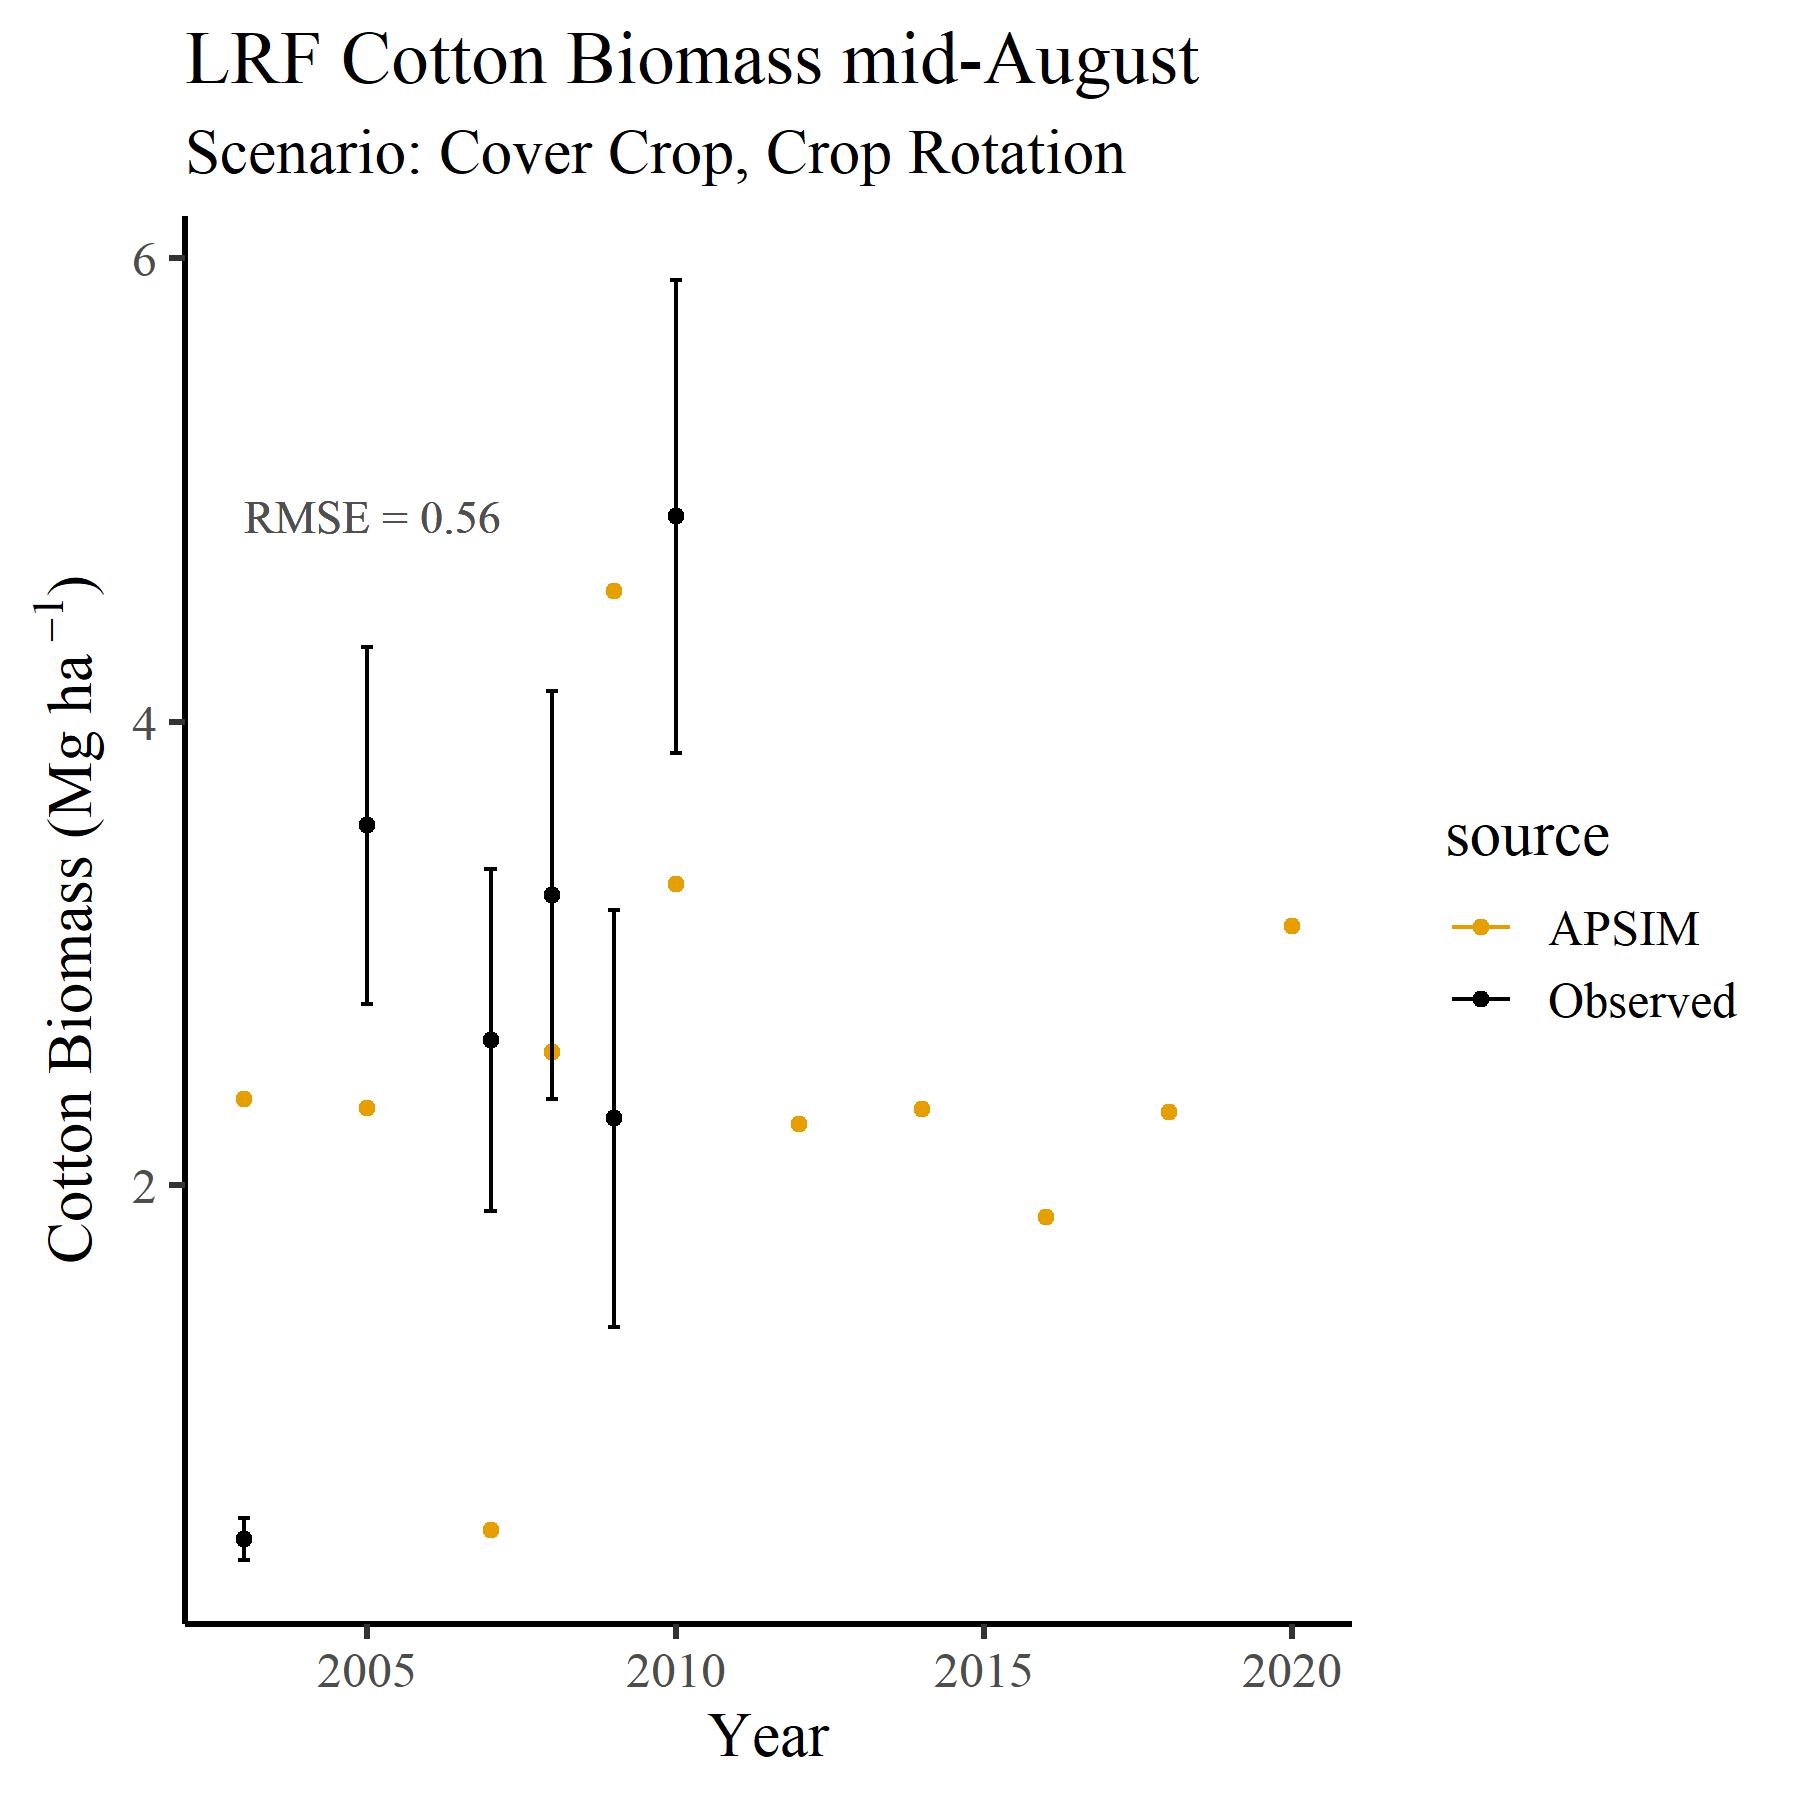 LRF Cotton Biomass mid-August
Scenario: Cover Crop, Crop Rotation
6
4
2
Cotton Biomass (Mg ha −1)
RMSE = 0.56
2005 2010 2015 2020
Year
source
APSIM
Observed